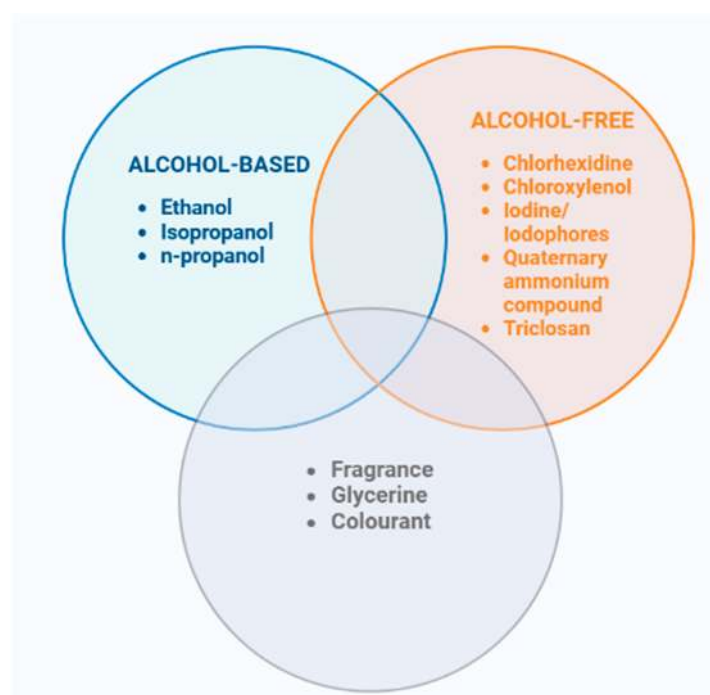 ALCOHOL-BASED
• Ethanol
• Isopropanol
• n-propanol
ALCOHOL-FREE
• Chlorhexidine
• Chloroxylenol
• Iodine/
Iodophores
• Quaternary
ammonium
compound
• Triclosan
• Fragrance
• Glycerine
• Colourant